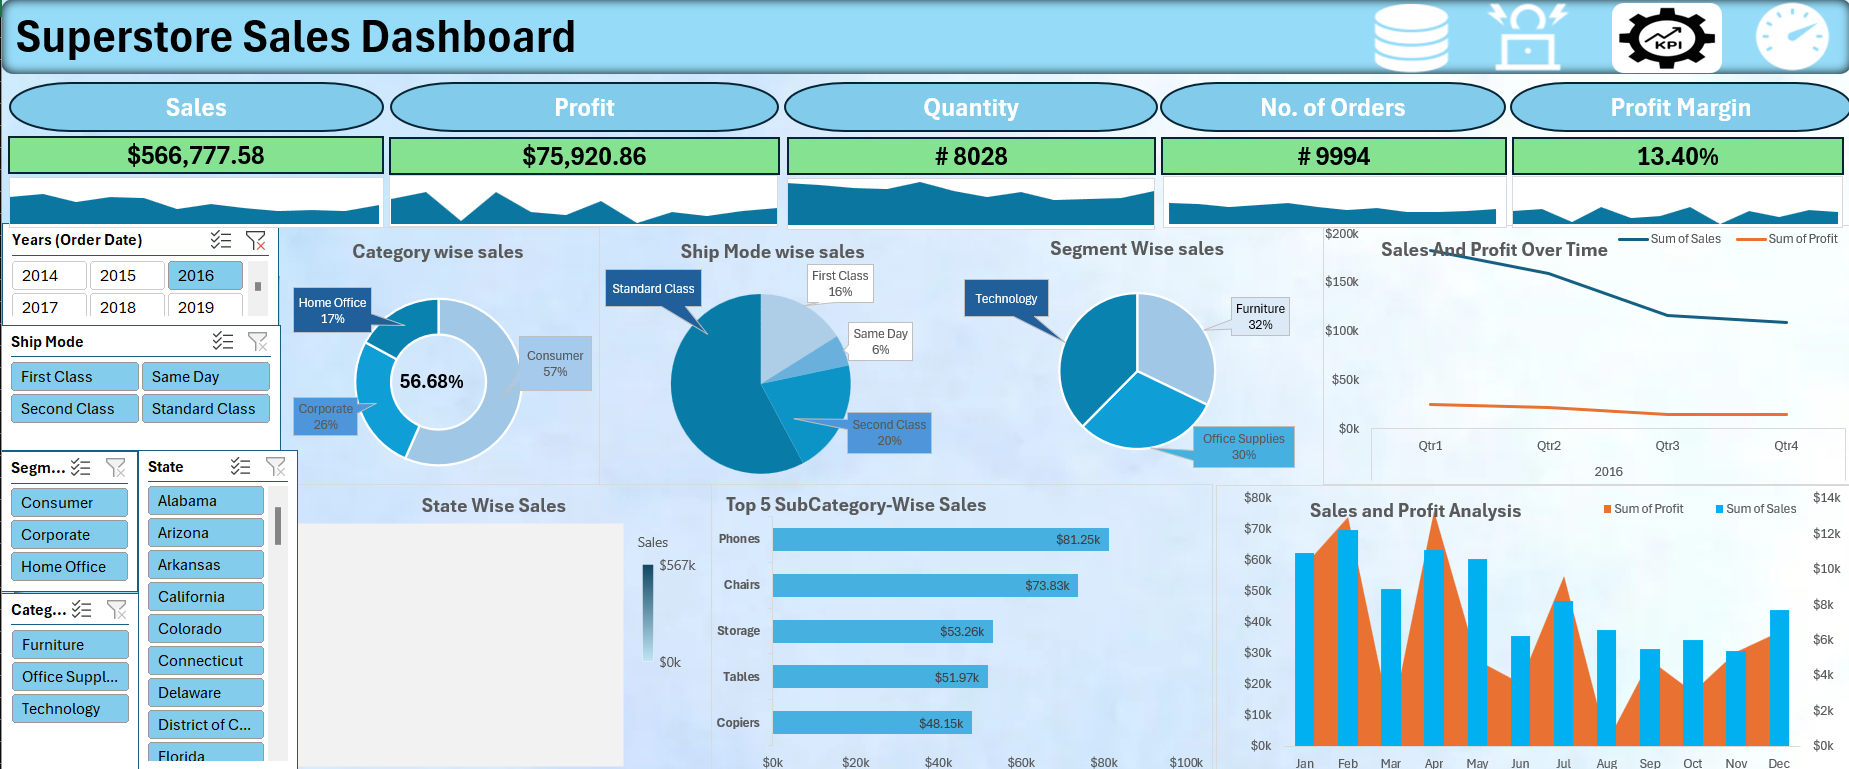 Superstore Sales Dashboard
KPI
Sales
Profit
Quantity
No. of Orders
Profit Margin
$566,777.58
$75,920.86
# 8028
# 9994
13.40%
Years (Order Date)
2014
2015
2016
2017
2018
2019
Ship Mode
First Class
Same Day
Second Class
Standard Class
Segm...
Consumer
Corporate
Home Office
Categ...
Furniture
Office Suppl...
Technology
State
Alabama
Arizona
Arkansas
California
Colorado
Connecticut
Delaware
District of C...
Florida
Category wise sales
Home Office
17%
Consumer
57%
56.68%
Corporate
26%
Ship Mode wise sales
Standard Class
First Class
16%
Same Day
6%
Second Class
20%
Segment Wise sales
Technology
Furniture
32%
Office Supplies
30%
Sales And Profit Over Time
Sum of Sales
Sum of Profit
$200k
$150k
$100k
$50k
$0k
Qtr1
Qtr2
Qtr3
Qtr4
2016
State Wise Sales
Sales
$567k
$0k
Top 5 SubCategory-Wise Sales
Phones
$81.25k
Chairs
$73.83k
Storage
$53.26k
Tables
$51.97k
Copiers
$48.15k
$0k
$20k
$40k
$60k
$80k
$100k
Sales and Profit Analysis
Sum of Profit
Sum of Sales
$80k
$70k
$60k
$50k
$40k
$30k
$20k
$10k
$0k
$14k
$12k
$10k
$8k
$6k
$4k
$2k
$0k
Jan
Feb
Mar
Apr
May
Jun
Jul
Aug
Sep
Oct
Nov
Dec